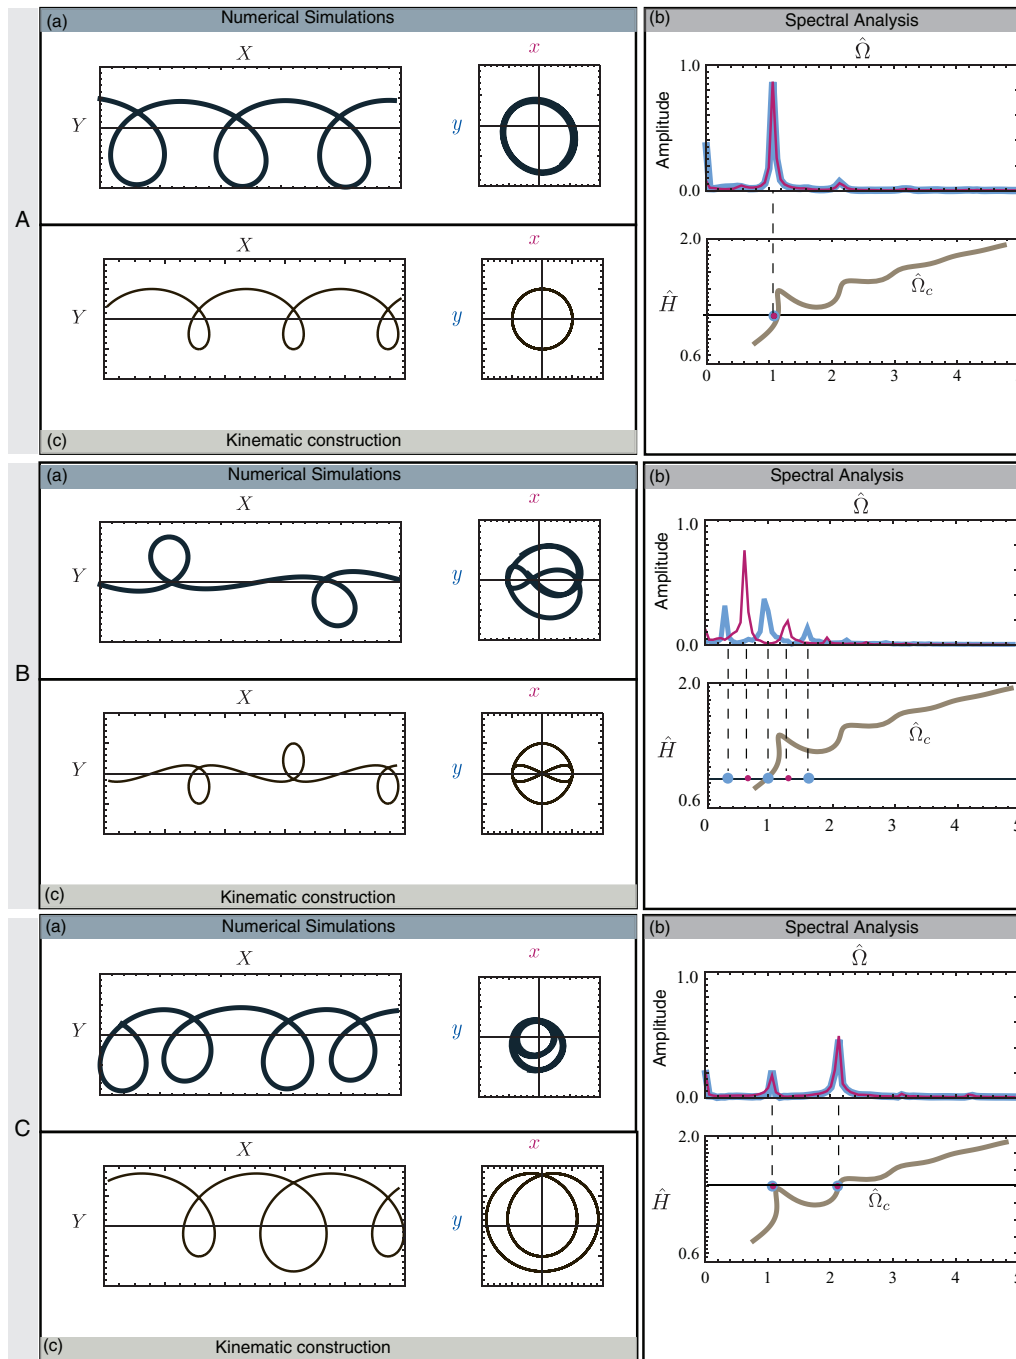 A
(a) Numerical Simulations
X
Y
x
y
X
Y
x
y
(c) Kinematic construction
(b) Spectral Analysis
Ω̂
Amplitude
1.0
0.0
Ĥ
2.0
0.6
Ω̂c
0 1 2 3 4
B
(a) Numerical Simulations
X
Y
x
y
X
Y
x
y
(c) Kinematic construction
(b) Spectral Analysis
Ω̂
Amplitude
1.0
0.0
Ĥ
2.0
0.6
Ω̂c
0 1 2 3 4 5
C
(a) Numerical Simulations
X
Y
x
y
X
Y
x
y
(c) Kinematic construction
(b) Spectral Analysis
Ω̂
Amplitude
1.0
0.0
Ĥ
2.0
0.6
Ω̂c
0 1 2 3 4 5